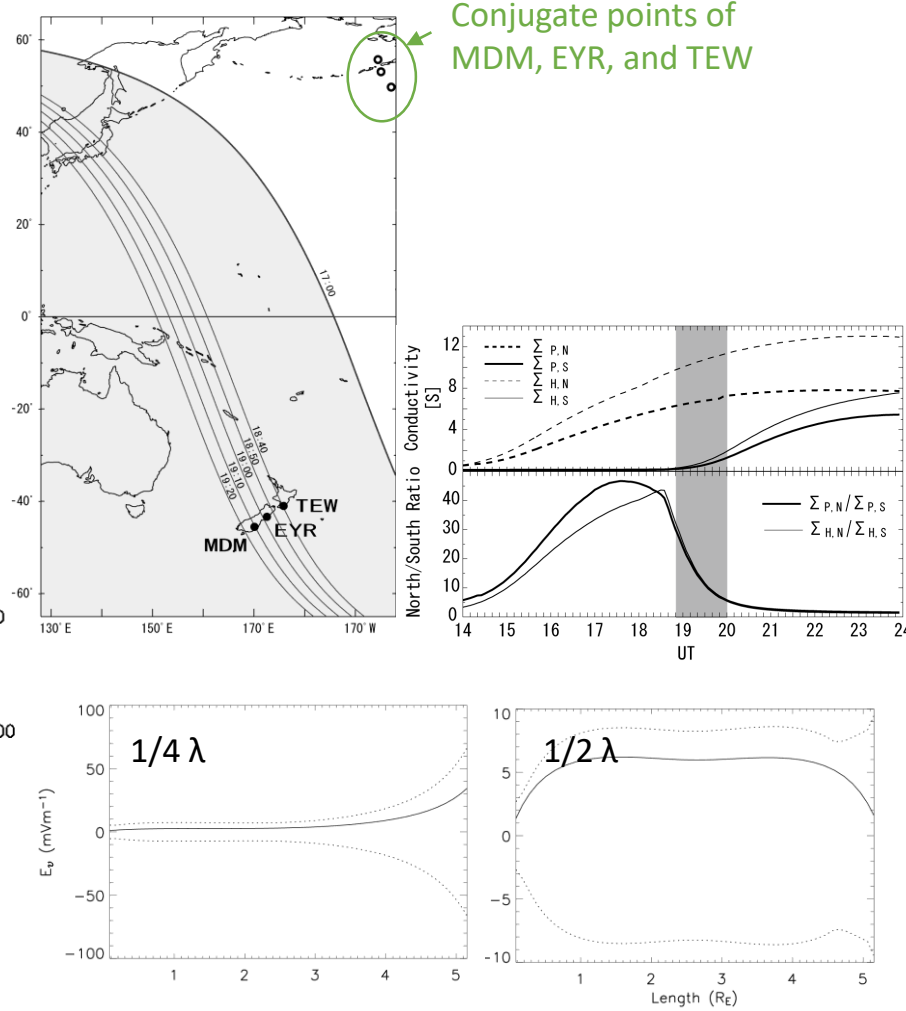 Conjugate points of
MDM, EYR, and TEW
60°
40°
20°
0°
-20°
-40°
-60°
130°E
150°E
170°E
170°W
17:00
18:40
18:50
19:00
19:10
19:20
TEW
EYR
MDM
North/South Ratio Conductivity
[S]
12
8
4
0
Σ P,N
Σ P,S
Σ H,N
Σ H,S
40
30
20
10
0
Σ P,N/Σ P,S
Σ H,N/Σ H,S
14 15 16 17 18 19 20 21 22 23 24
UT
1/4 λ
100
50
0
-50
-100
Eν (mVm⁻¹)
1 2 3 4 5
1/2 λ
10
5
0
-5
-10
1 2 3 4 5
Length (RE)